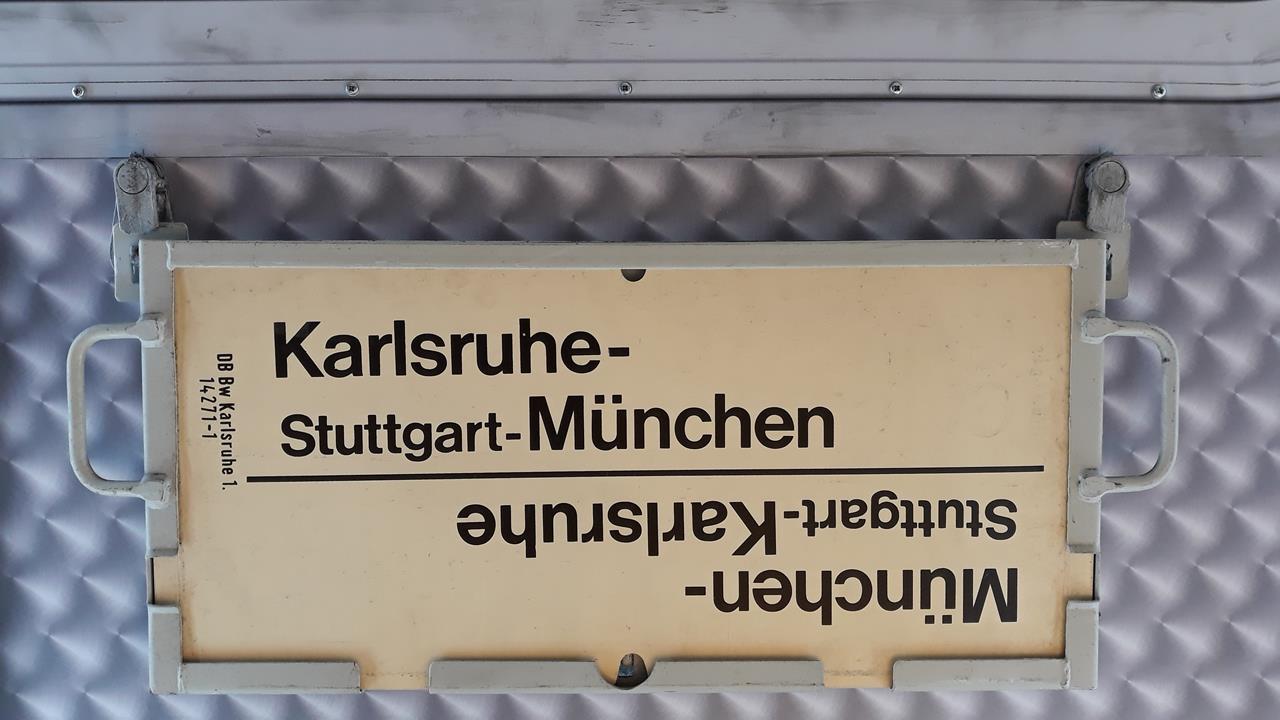 Karlsruhe-
Stuttgart-München
München-
Stuttgart-Karlsruhe
DB Bw Karlsruhe 1.
14271-1